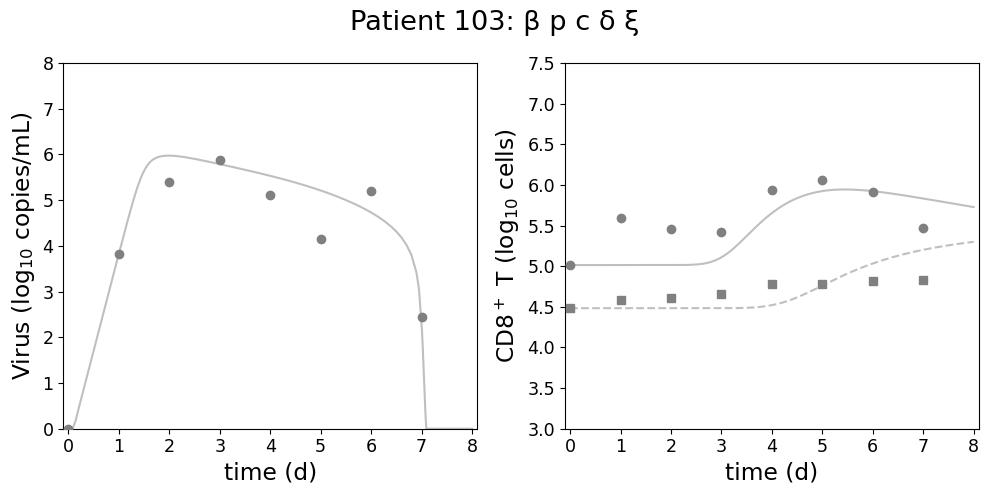 Patient 103: β p c δ ξ
Virus (log10 copies/mL)
8
7
6
5
4
3
2
1
0
0 1 2 3 4 5 6 7 8
time (d)
CD8+ T (log10 cells)
7.5
7.0
6.5
6.0
5.5
5.0
4.5
4.0
3.5
3.0
0 1 2 3 4 5 6 7 8
time (d)